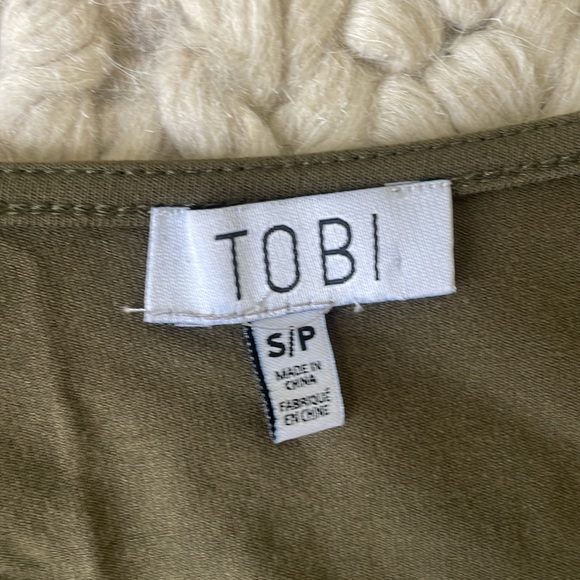 TOBI
S/P
MADE IN
CHINA
FABRIQUÉ
EN CHINE